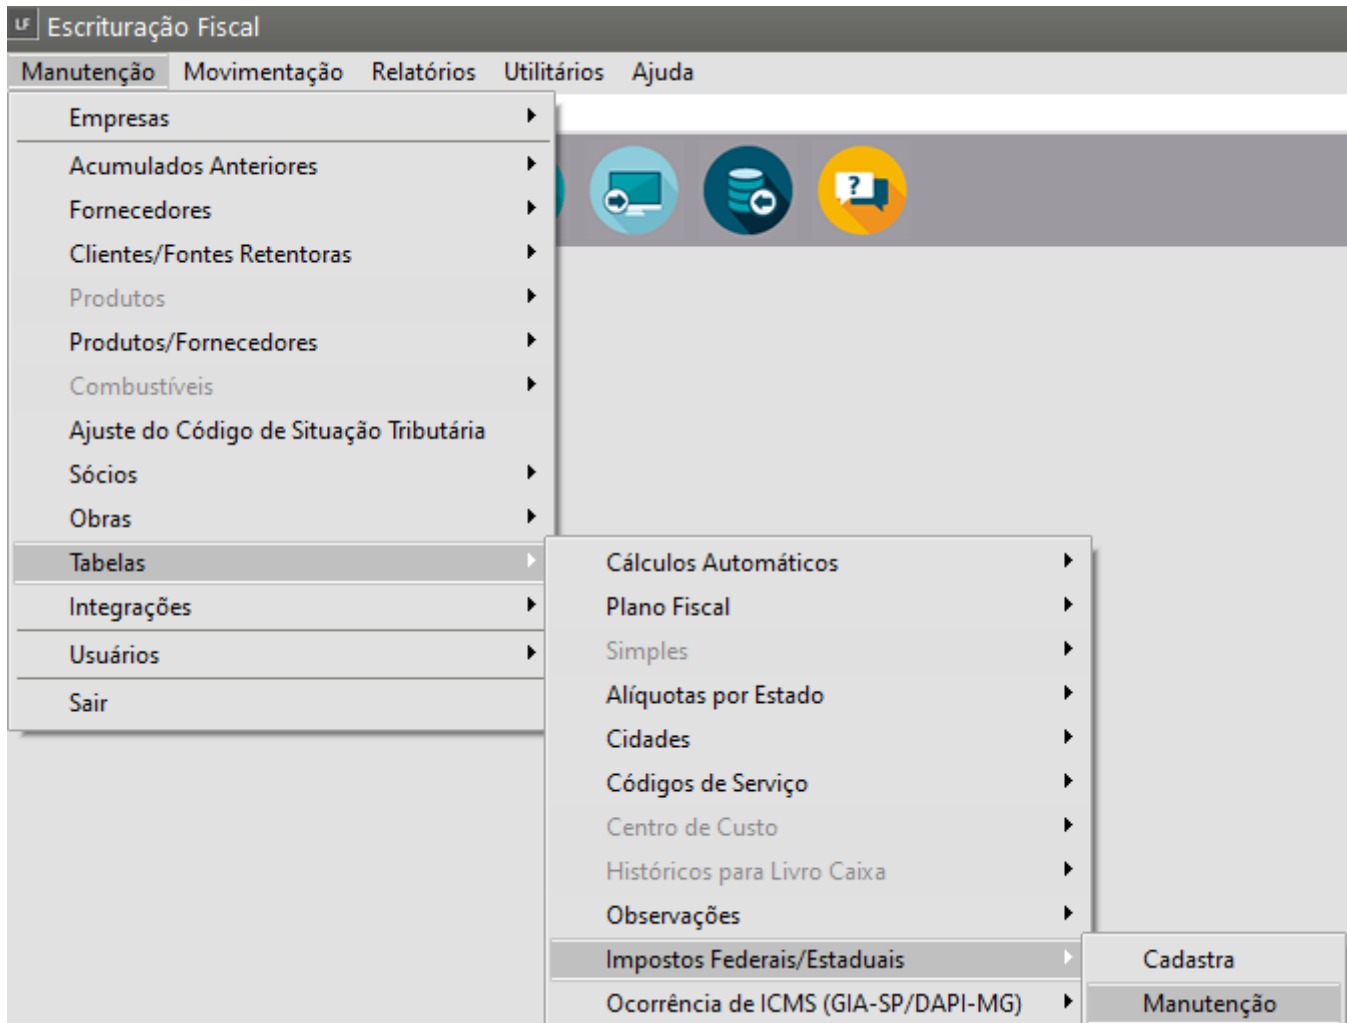 LF Escrituração Fiscal
Manutenção Movimentação Relatórios Utilitários Ajuda
Empresas
Acumulados Anteriores
Fornecedores
Clientes/Fontes Retentoras
Produtos
Produtos/Fornecedores
Combustíveis
Ajuste do Código de Situação Tributária
Sócios
Obras
Tabelas
Integrações
Usuários
Sair
Cálculos Automáticos
Plano Fiscal
Simples
Alíquotas por Estado
Cidades
Códigos de Serviço
Centro de Custo
Históricos para Livro Caixa
Observações
Impostos Federais/Estaduais
Ocorrência de ICMS (GIA-SP/DAPI-MG)
Cadastra
Manutenção
?